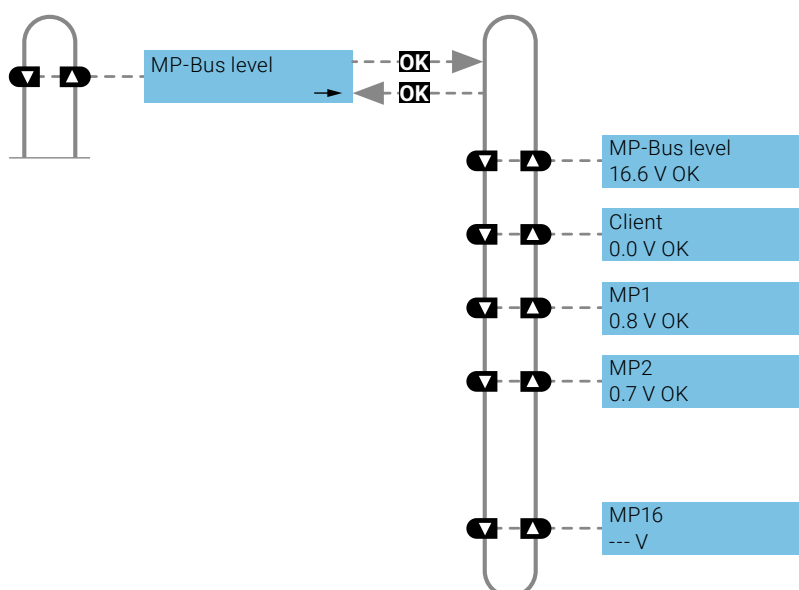 MP-Bus level
OK
OK
MP-Bus level
16.6 V OK
Client
0.0 V OK
MP1
0.8 V OK
MP2
0.7 V OK
MP16
--- V